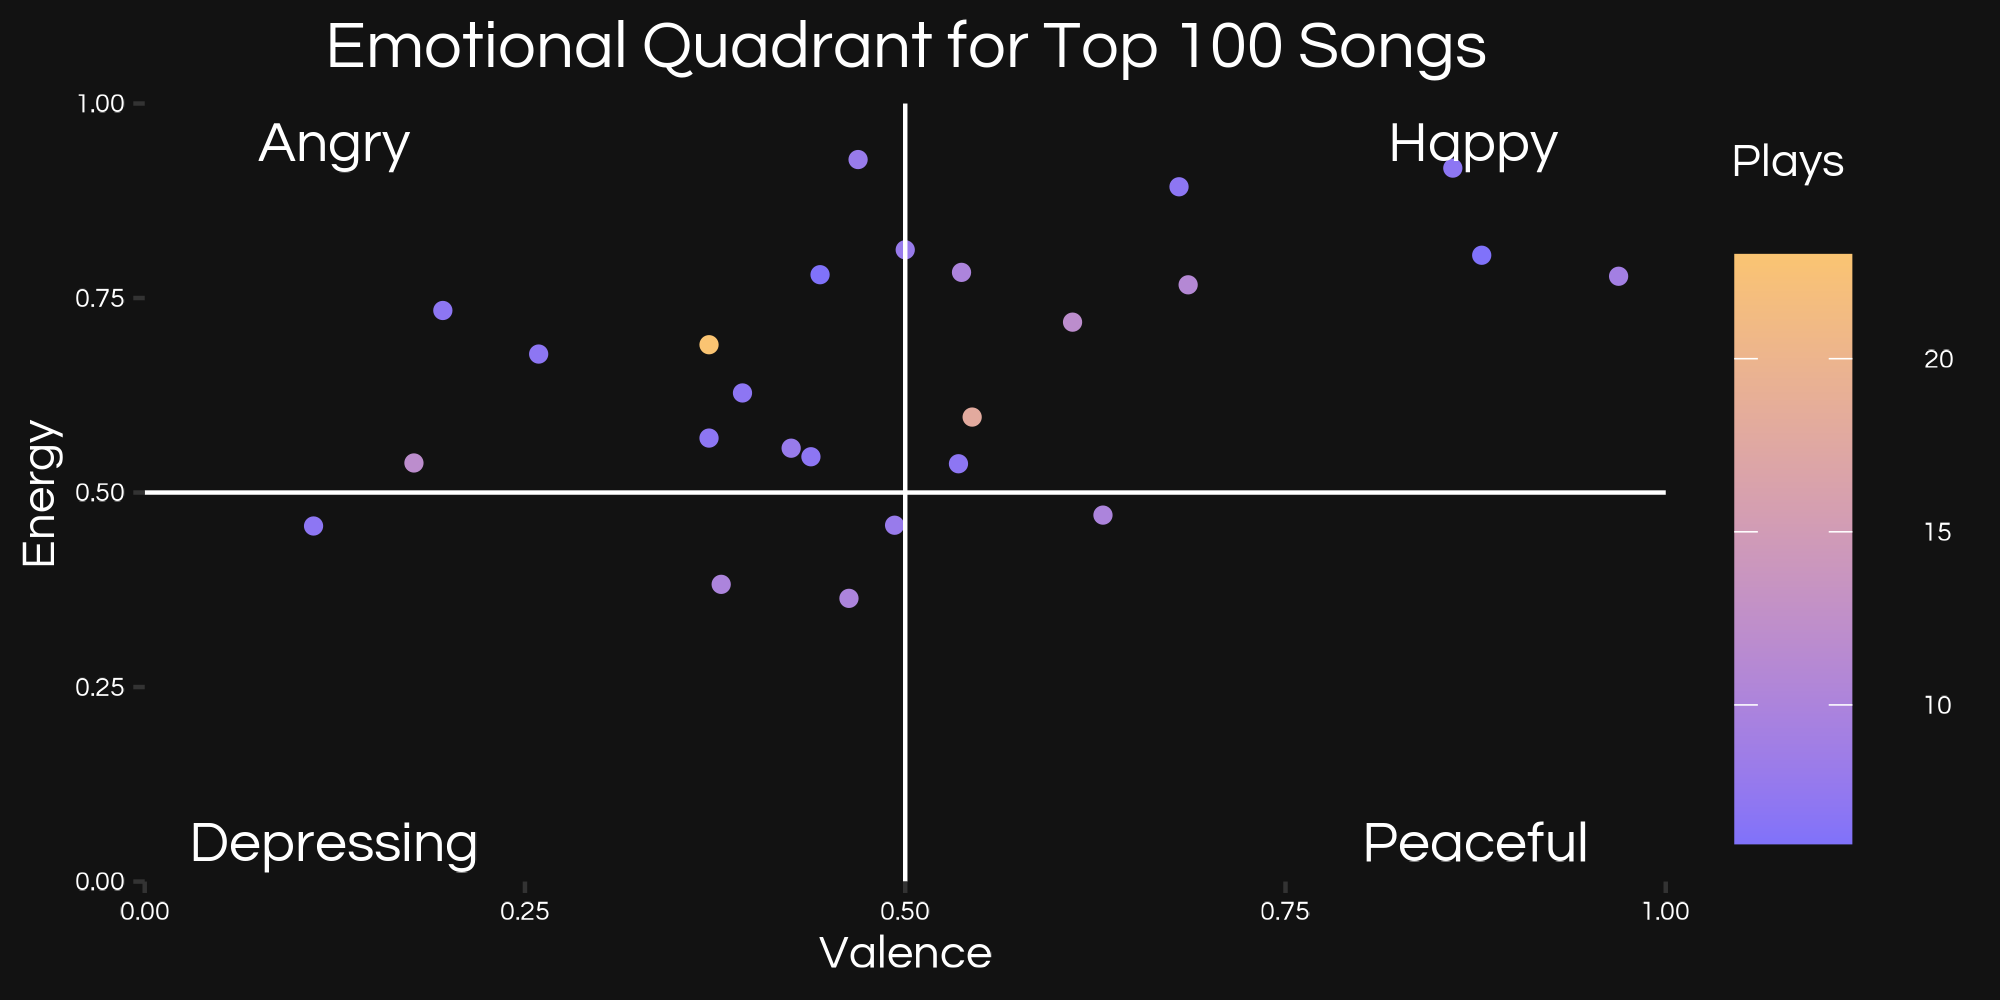 Emotional Quadrant for Top 100 Songs
1.00
Angry
Happy
Plays
0.75
20
Energy
0.50
15
0.25
10
Depressing
Peaceful
0.00
0.00 0.25 0.50 0.75 1.00
Valence